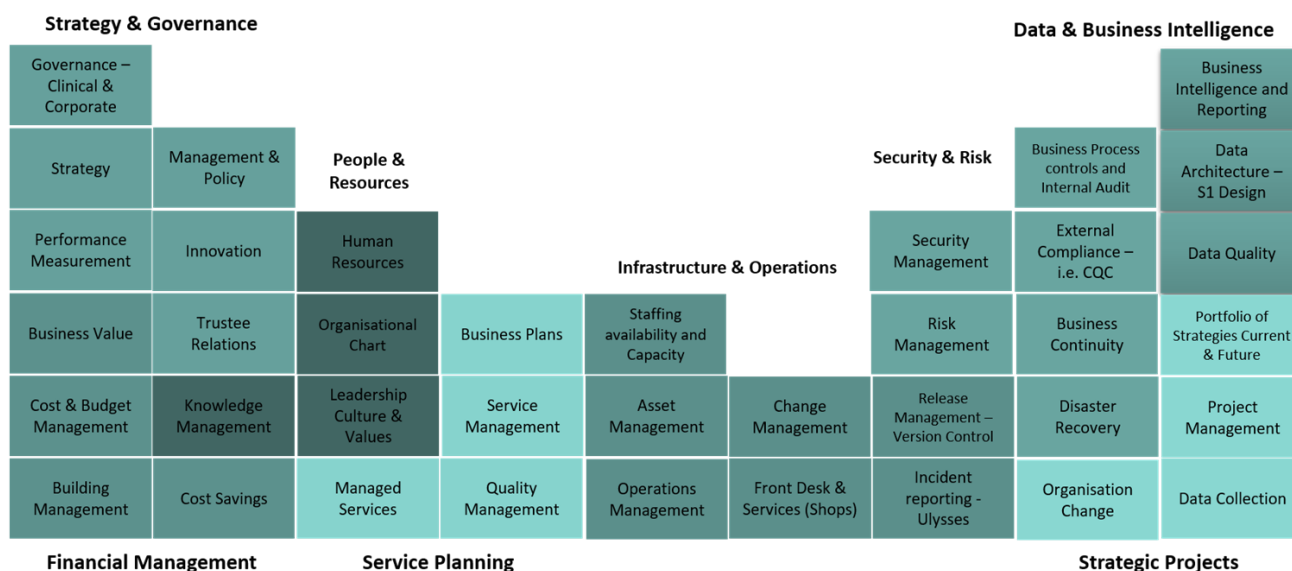 Strategy & Governance
Data & Business Intelligence
Governance –
Clinical &
Corporate
Business
Intelligence and
Reporting
Strategy
Management &
Policy
People &
Resources
Security & Risk
Business Process
controls and
Internal Audit
Data
Architecture –
S1 Design
Performance
Measurement
Innovation
Human
Resources
Infrastructure & Operations
Security
Management
External
Compliance –
i.e. CQC
Data Quality
Business Value
Trustee
Relations
Organisational
Chart
Business Plans
Staffing
availability and
Capacity
Risk
Management
Business
Continuity
Portfolio of
Strategies Current
& Future
Cost & Budget
Management
Knowledge
Management
Leadership
Culture &
Values
Service
Management
Asset
Management
Change
Management
Release
Management –
Version Control
Disaster
Recovery
Project
Management
Building
Management
Cost Savings
Managed
Services
Quality
Management
Operations
Management
Front Desk &
Services (Shops)
Incident
reporting -
Ulysses
Organisation
Change
Data Collection
Financial Management
Service Planning
Strategic Projects